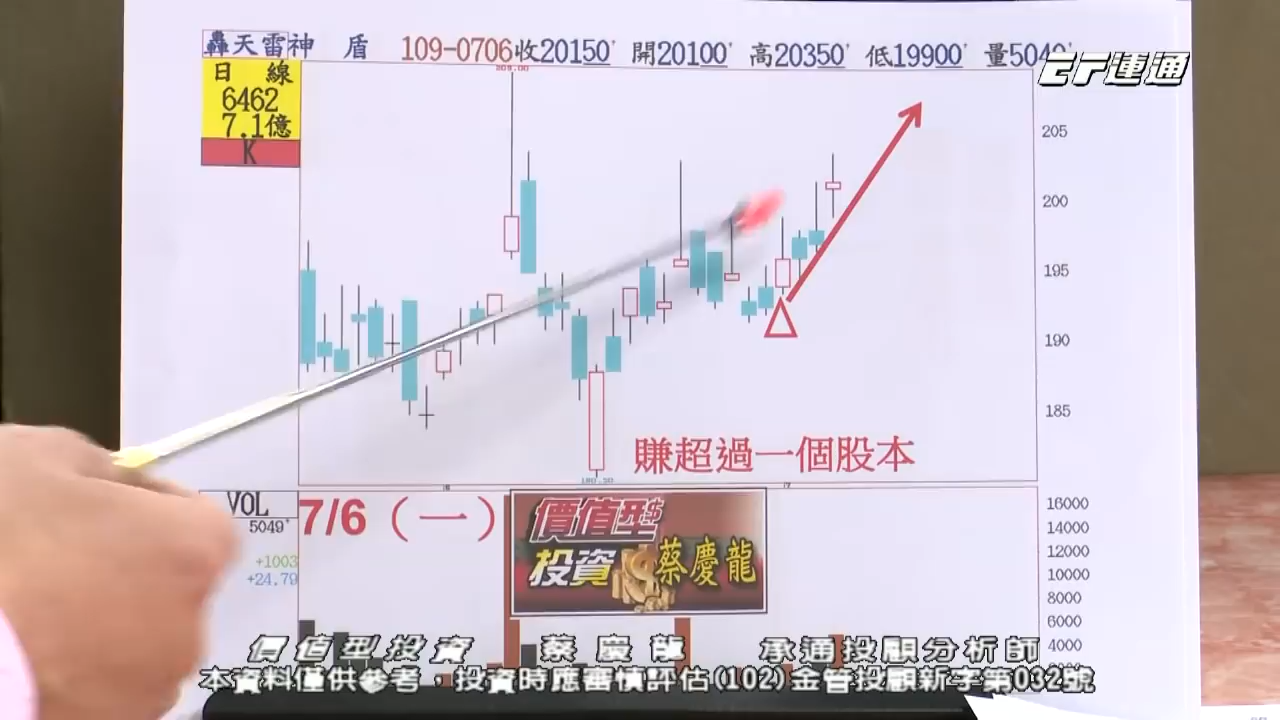 轟天雷神 盾 109-0706收20150 開20100 高20350 低19900 量5049
EF連通
日線
6462
7.1億
K
205
200
195
190
185
賺超過一個股本
VOL
5049
+1003
+24.79
7/6(一)
價值型
投資 蔡慶龍
16000
14000
12000
10000
8000
6000
4000
價值型投資 蔡慶龍 承通投顧分析師
本資料僅供參考，投資時應審慎評估(102)金管投顧新字第032號